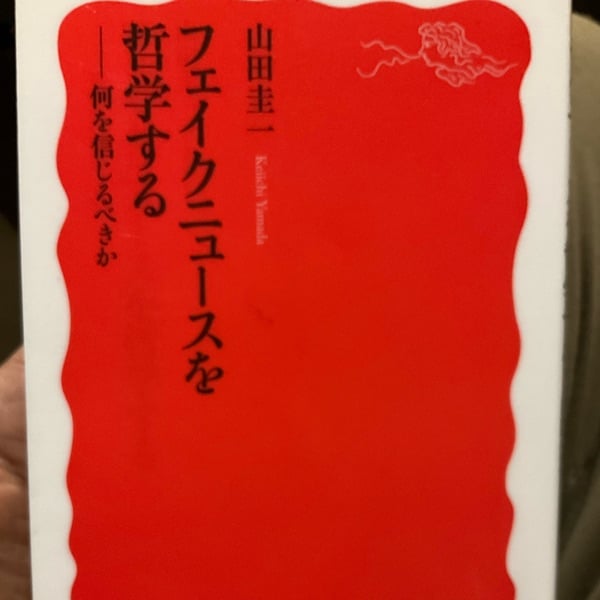 山田圭一
Keiichi Yamada
フェイクニュースを
哲学する
──何を信じるべきか